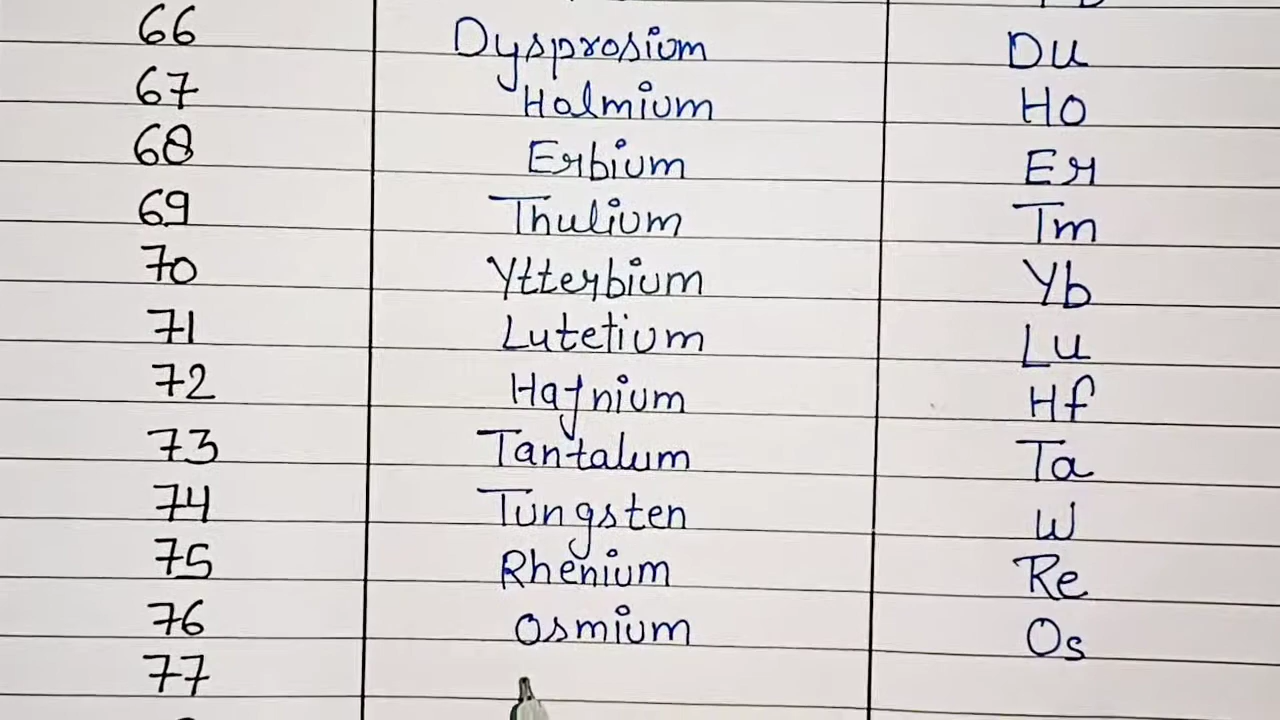 66 Dysprosium Du
67 Holmium Ho
68 Erbium Er
69 Thulium Tm
70 Ytterbium Yb
71 Lutetium Lu
72 Hafnium Hf
73 Tantalum Ta
74 Tungsten W
75 Rhenium Re
76 Osmium Os
77